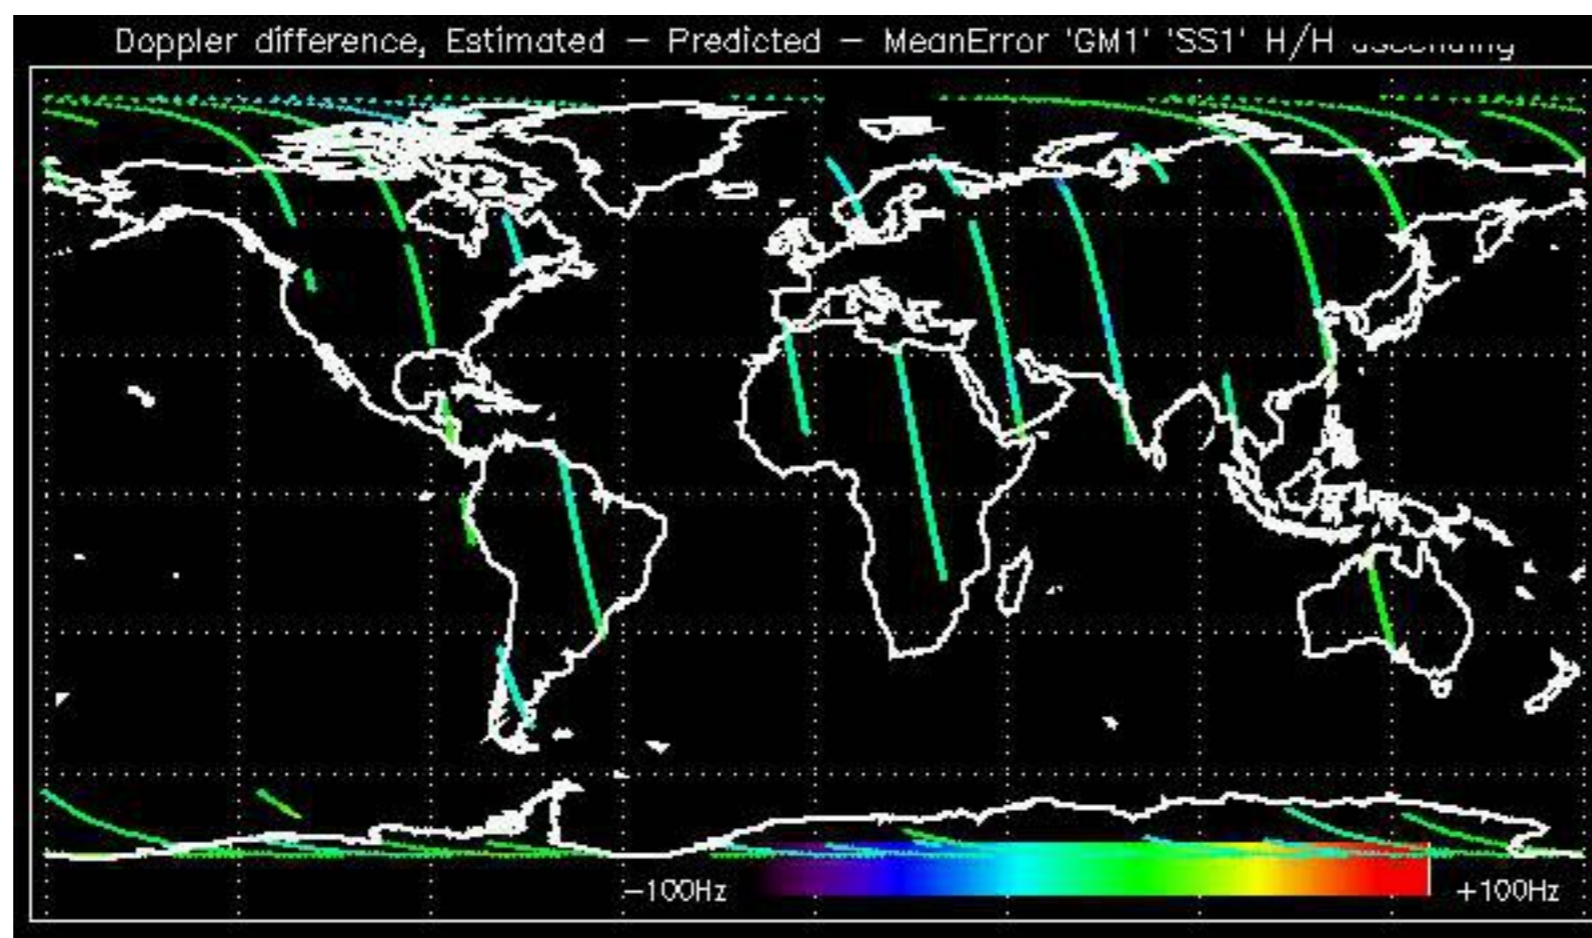 Doppler difference, Estimated – Predicted – MeanError 'GM1' 'SS1' H/H
–100Hz
+100Hz